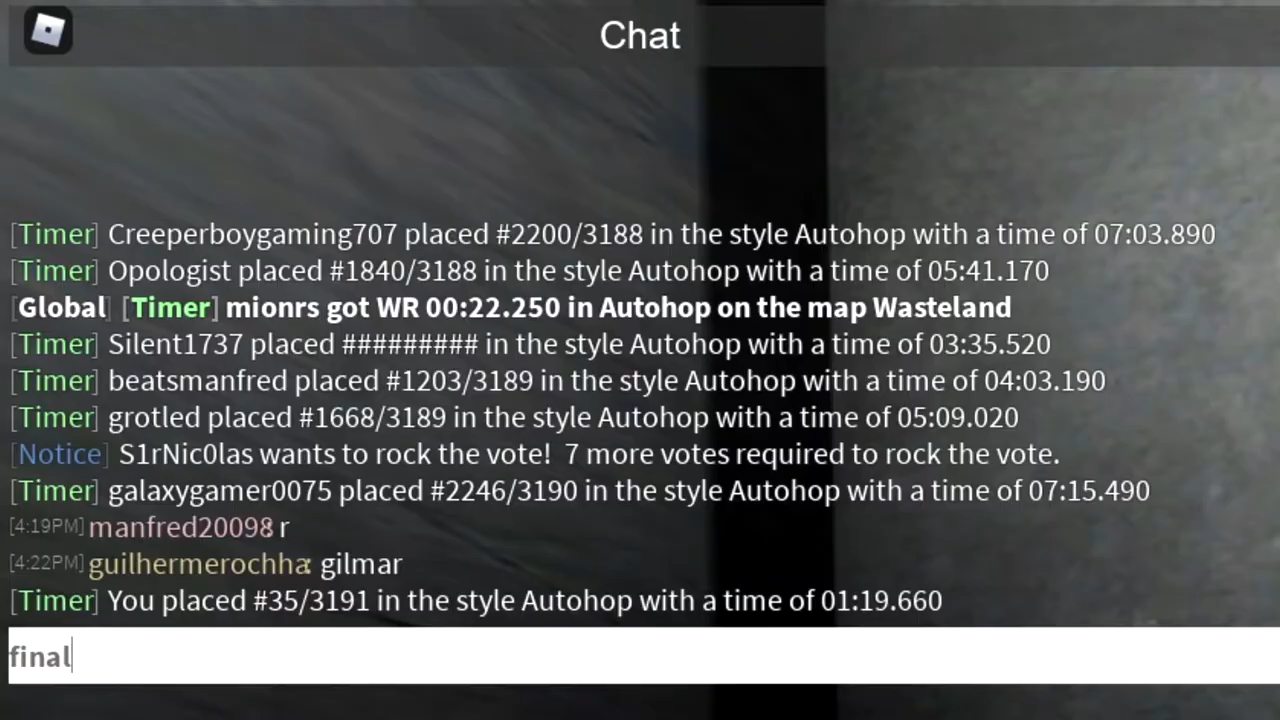 Chat
[Timer] Creeperboygaming707 placed #2200/3188 in the style Autohop with a time of 07:03.890
[Timer] Opologist placed #1840/3188 in the style Autohop with a time of 05:41.170
[Global] [Timer] mionrs got WR 00:22.250 in Autohop on the map Wasteland
[Timer] Silent1737 placed ######### in the style Autohop with a time of 03:35.520
[Timer] beatsmanfred placed #1203/3189 in the style Autohop with a time of 04:03.190
[Timer] grotled placed #1668/3189 in the style Autohop with a time of 05:09.020
[Notice] S1rNic0las wants to rock the vote! 7 more votes required to rock the vote.
[Timer] galaxygamer0075 placed #2246/3190 in the style Autohop with a time of 07:15.490
[4:19PM] manfred20098: r
[4:22PM] guilhermerochha: gilmar
[Timer] You placed #35/3191 in the style Autohop with a time of 01:19.660
final